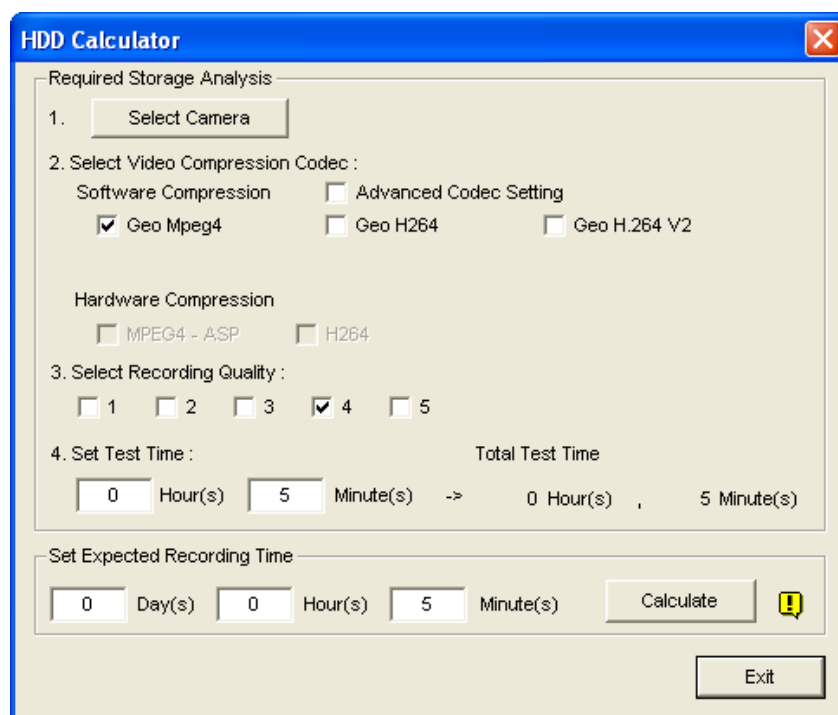 HDD Calculator
Required Storage Analysis
1. Select Camera
2. Select Video Compression Codec :
Software Compression Advanced Codec Setting
Geo Mpeg4 Geo H264 Geo H.264 V2
Hardware Compression
MPEG4 - ASP H264
3. Select Recording Quality :
1 2 3 4 5
4. Set Test Time : Total Test Time
0 Hour(s) 5 Minute(s) -> 0 Hour(s) , 5 Minute(s)
Set Expected Recording Time
0 Day(s) 0 Hour(s) 5 Minute(s) Calculate !
Exit